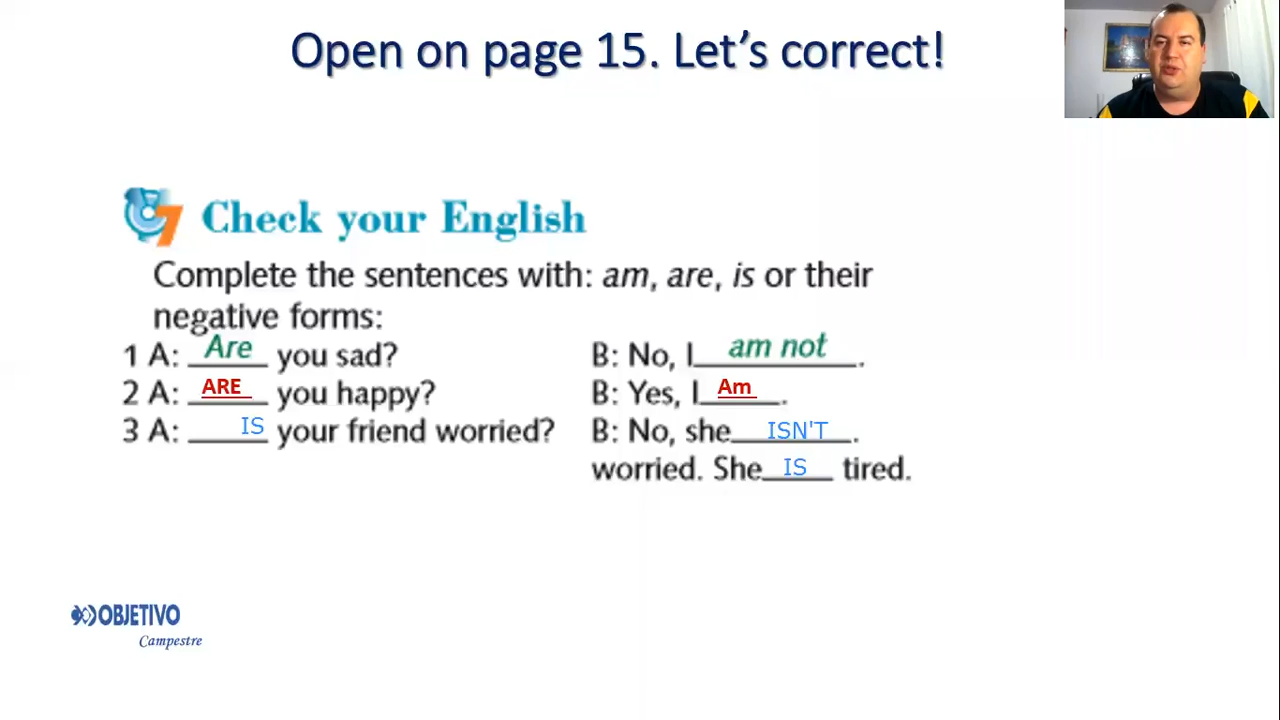 Open on page 15. Let's correct!
7 Check your English
Complete the sentences with: am, are, is or their
negative forms:
1 A: Are you sad? B: No, I am not.
2 A: ARE you happy? B: Yes, I Am.
3 A: IS your friend worried? B: No, she ISN'T.
worried. She IS tired.
OBJETIVO
Campestre